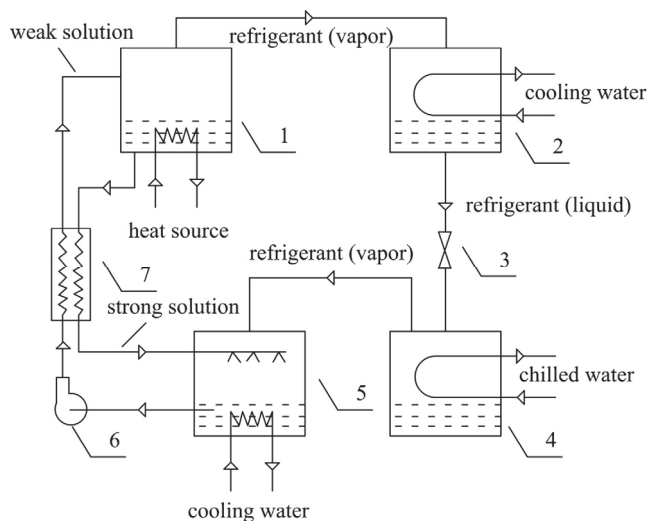 weak solution
refrigerant (vapor)
cooling water
1
2
heat source
refrigerant (liquid)
refrigerant (vapor)
3
7
strong solution
chilled water
5
4
6
cooling water